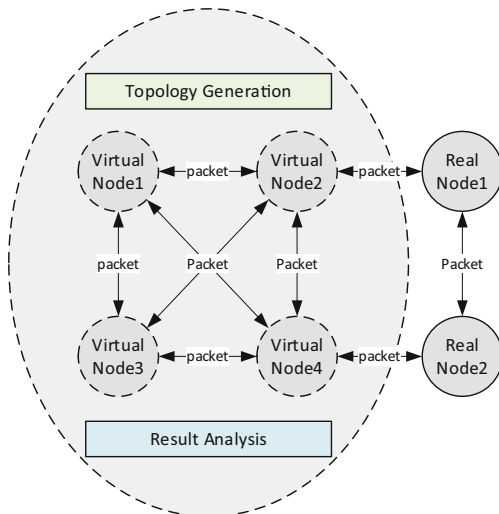 Topology Generation
Virtual
Node1
packet
Virtual
Node2
packet
Real
Node1
packet
Packet
Packet
Packet
Virtual
Node3
packet
Virtual
Node4
packet
Real
Node2
Result Analysis